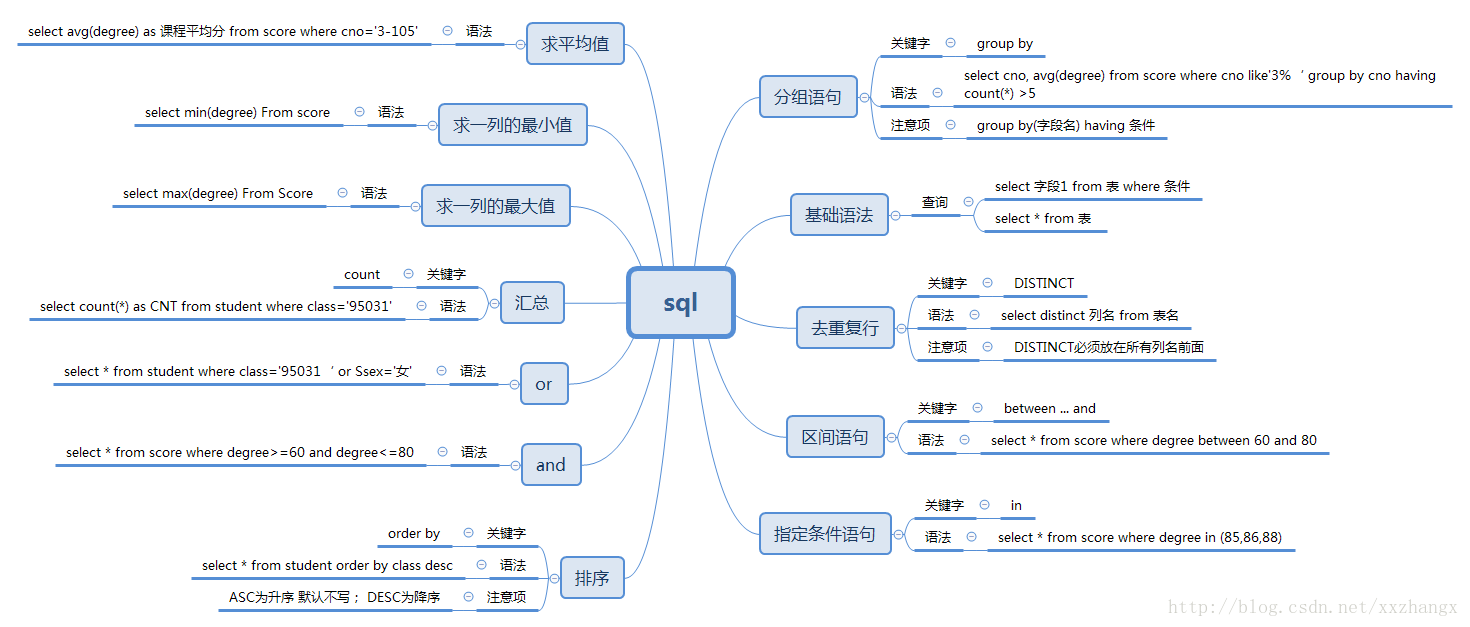 sql
求平均值
语法
select avg(degree) as 课程平均分 from score where cno='3-105'
求一列的最小值
语法
select min(degree) From score
求一列的最大值
语法
select max(degree) From Score
汇总
关键字
count
语法
select count(*) as CNT from student where class='95031'
or
语法
select * from student where class='95031 ′ or Ssex='女'
and
语法
select * from score where degree>=60 and degree<=80
排序
关键字
order by
语法
select * from student order by class desc
注意项
ASC为升序 默认不写； DESC为降序
分组语句
关键字
group by
语法
select cno, avg(degree) from score where cno like'3% ′ group by cno having
count(*) >5
注意项
group by(字段名) having 条件
基础语法
查询
select 字段1 from 表 where 条件
select * from 表
去重复行
关键字
DISTINCT
语法
select distinct 列名 from 表名
注意项
DISTINCT必须放在所有列名前面
区间语句
关键字
between ... and
语法
select * from score where degree between 60 and 80
指定条件语句
关键字
in
语法
select * from score where degree in (85,86,88)
http://blog.csdn.net/xxzhangx